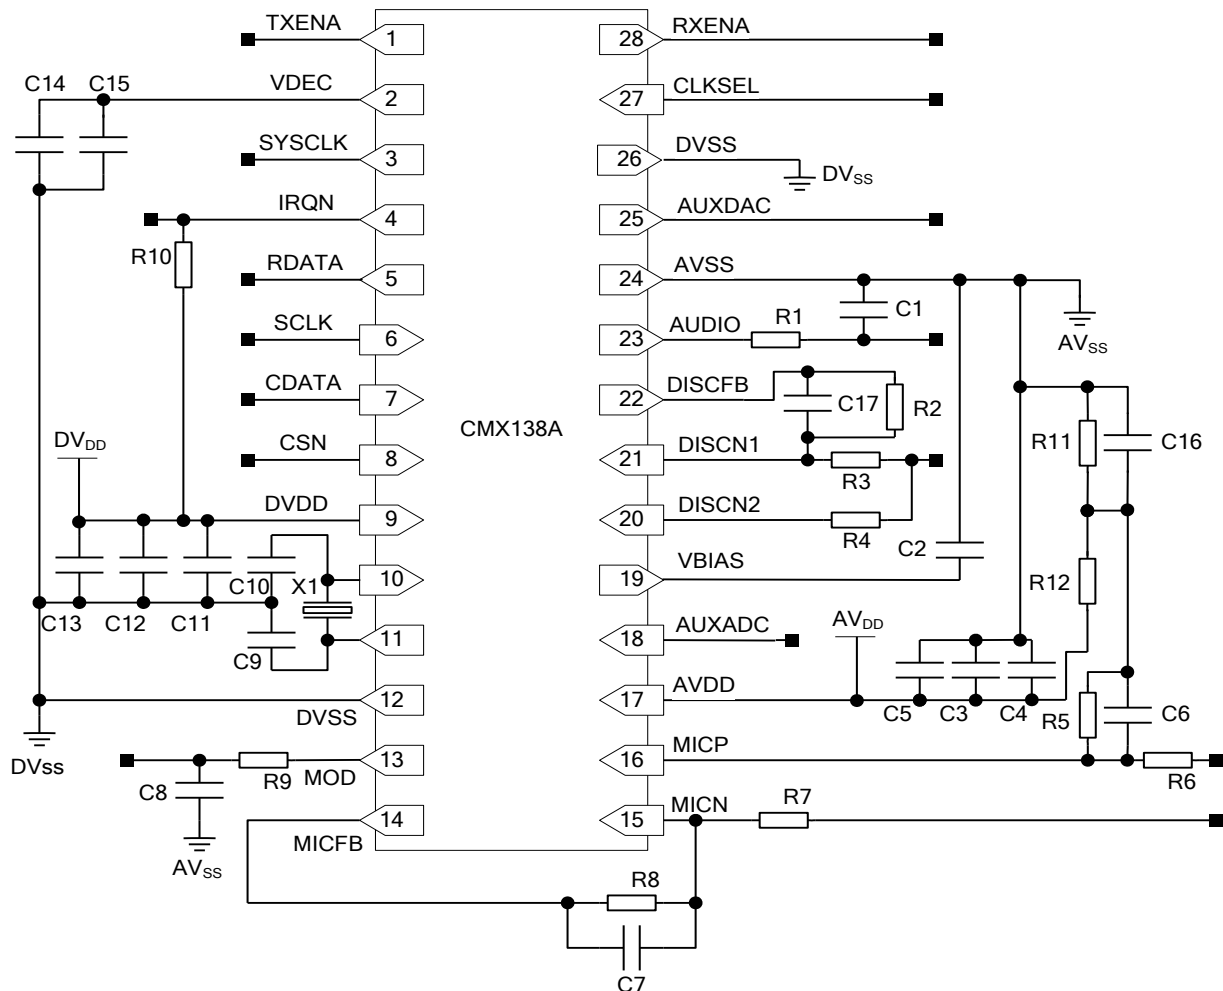 TXENA 1 28 RXENA
C14 C15 VDEC 2 27 CLKSEL
SYSCLK 3 26 DVSS
DVSS
IRQN 4 25 AUXDAC
R10
RDATA 5 24 AVSS
C1
SCLK 6 23 AUDIO R1
AVSS
CDATA 7 22 DISCFB
C17 R2
CMX138A
DVDD
CSN 8 21 DISCN1
R11 C16
R3
DVDD 9 20 DISCN2
R4
C2
C10 X1 10 19 VBIAS
R12
C13 C12 C11
C9 11 18 AUXADC
AVDD
12 17 AVDD
DVSS
C5 C3 C4 R5 C6
DVss
13 16 MICP
C8 R9 MOD
R6
14 15 MICN R7
MICFB
AVSS
R8
C7